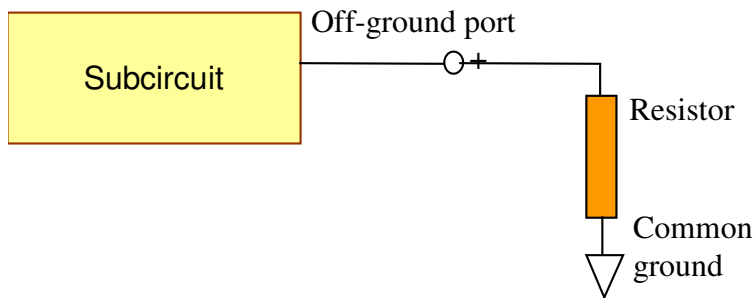 Off-ground port
Subcircuit
+
Resistor
Common
ground